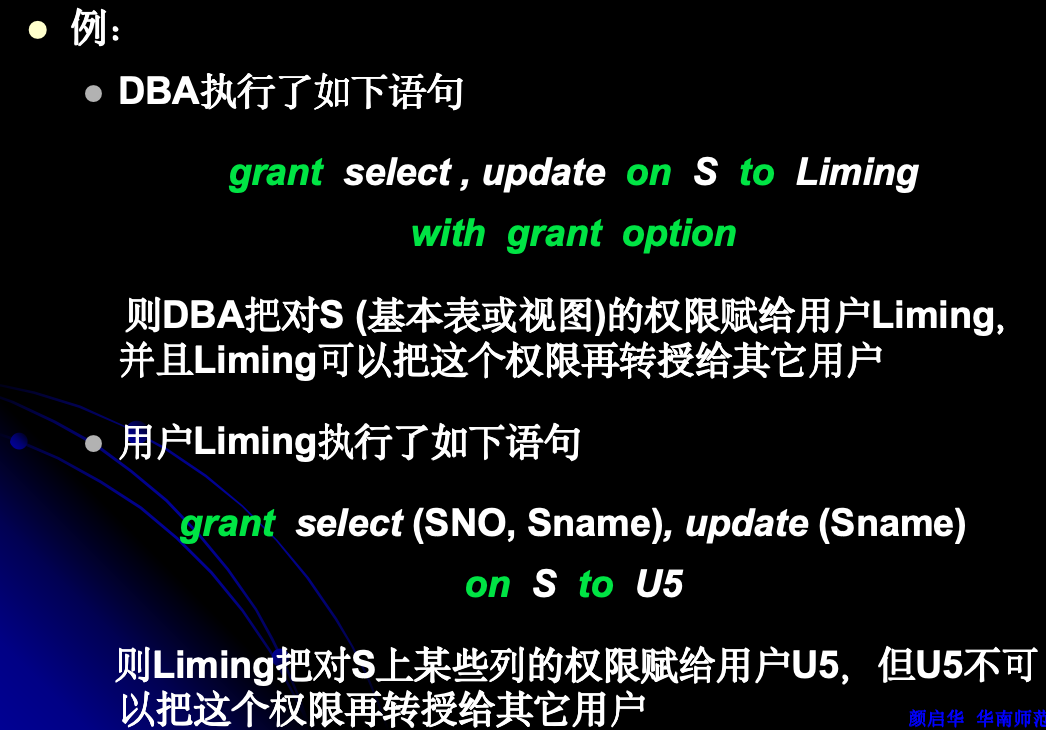 例：
DBA执行了如下语句
grant select , update on S to Liming
with grant option
则DBA把对S (基本表或视图)的权限赋给用户Liming,
并且Liming可以把这个权限再转授给其它用户
用户Liming执行了如下语句
grant select (SNO, Sname), update (Sname)
on S to U5
则Liming把对S上某些列的权限赋给用户U5，但U5不可
以把这个权限再转授给其它用户
颜启华 华南师范